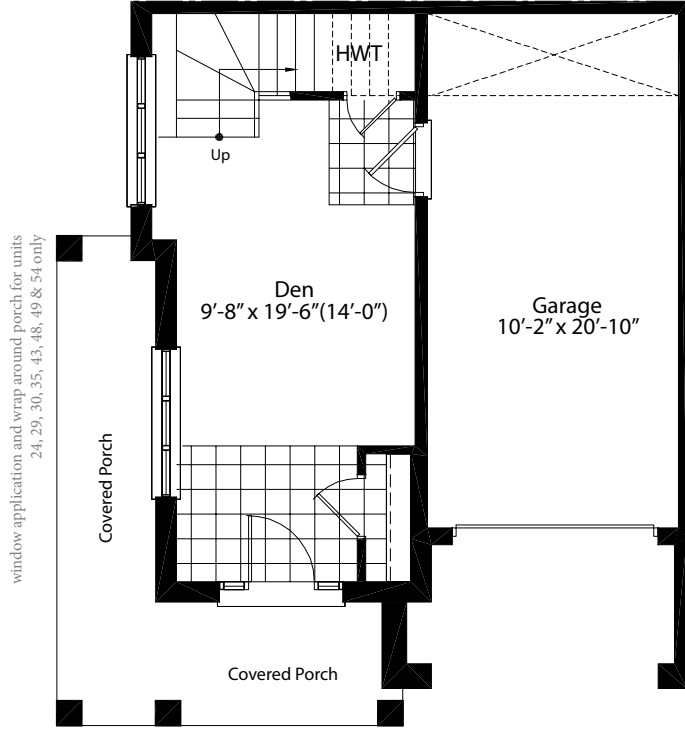 HWT
Up
Den
9'-8" x 19'-6"(14'-0")
Garage
10'-2" x 20'-10"
window application and wrap around porch for units
24, 29, 30, 35, 43, 48, 49 & 54 only
Covered Porch
Covered Porch